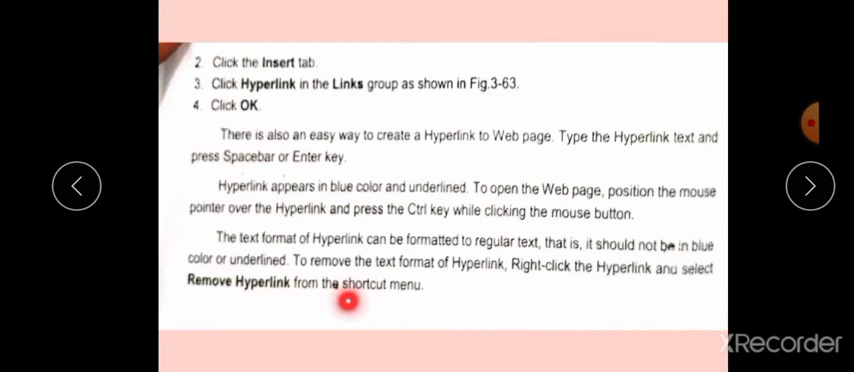 2. Click the Insert tab.
3. Click Hyperlink in the Links group as shown in Fig.3-63.
4. Click OK.
There is also an easy way to create a Hyperlink to Web page. Type the Hyperlink text and
press Spacebar or Enter key.
Hyperlink appears in blue color and underlined. To open the Web page, position the mouse
pointer over the Hyperlink and press the Ctrl key while clicking the mouse button.
The text format of Hyperlink can be formatted to regular text, that is, it should not be in blue
color or underlined. To remove the text format of Hyperlink, Right-click the Hyperlink and select
Remove Hyperlink from the shortcut menu.
XRecorder